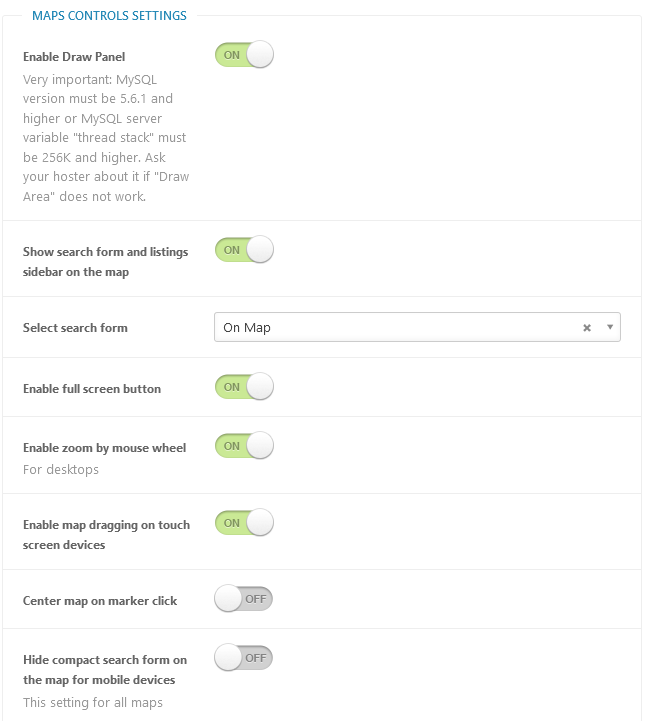 MAPS CONTROLS SETTINGS
Enable Draw Panel
ON
Very important: MySQL
version must be 5.6.1 and
higher or MySQL server
variable "thread stack" must
be 256K and higher. Ask
your hoster about it if "Draw
Area" does not work.
Show search form and listings
sidebar on the map
ON
Select search form
On Map
Enable full screen button
ON
Enable zoom by mouse wheel
ON
For desktops
Enable map dragging on touch
screen devices
ON
Center map on marker click
OFF
Hide compact search form on
the map for mobile devices
OFF
This setting for all maps